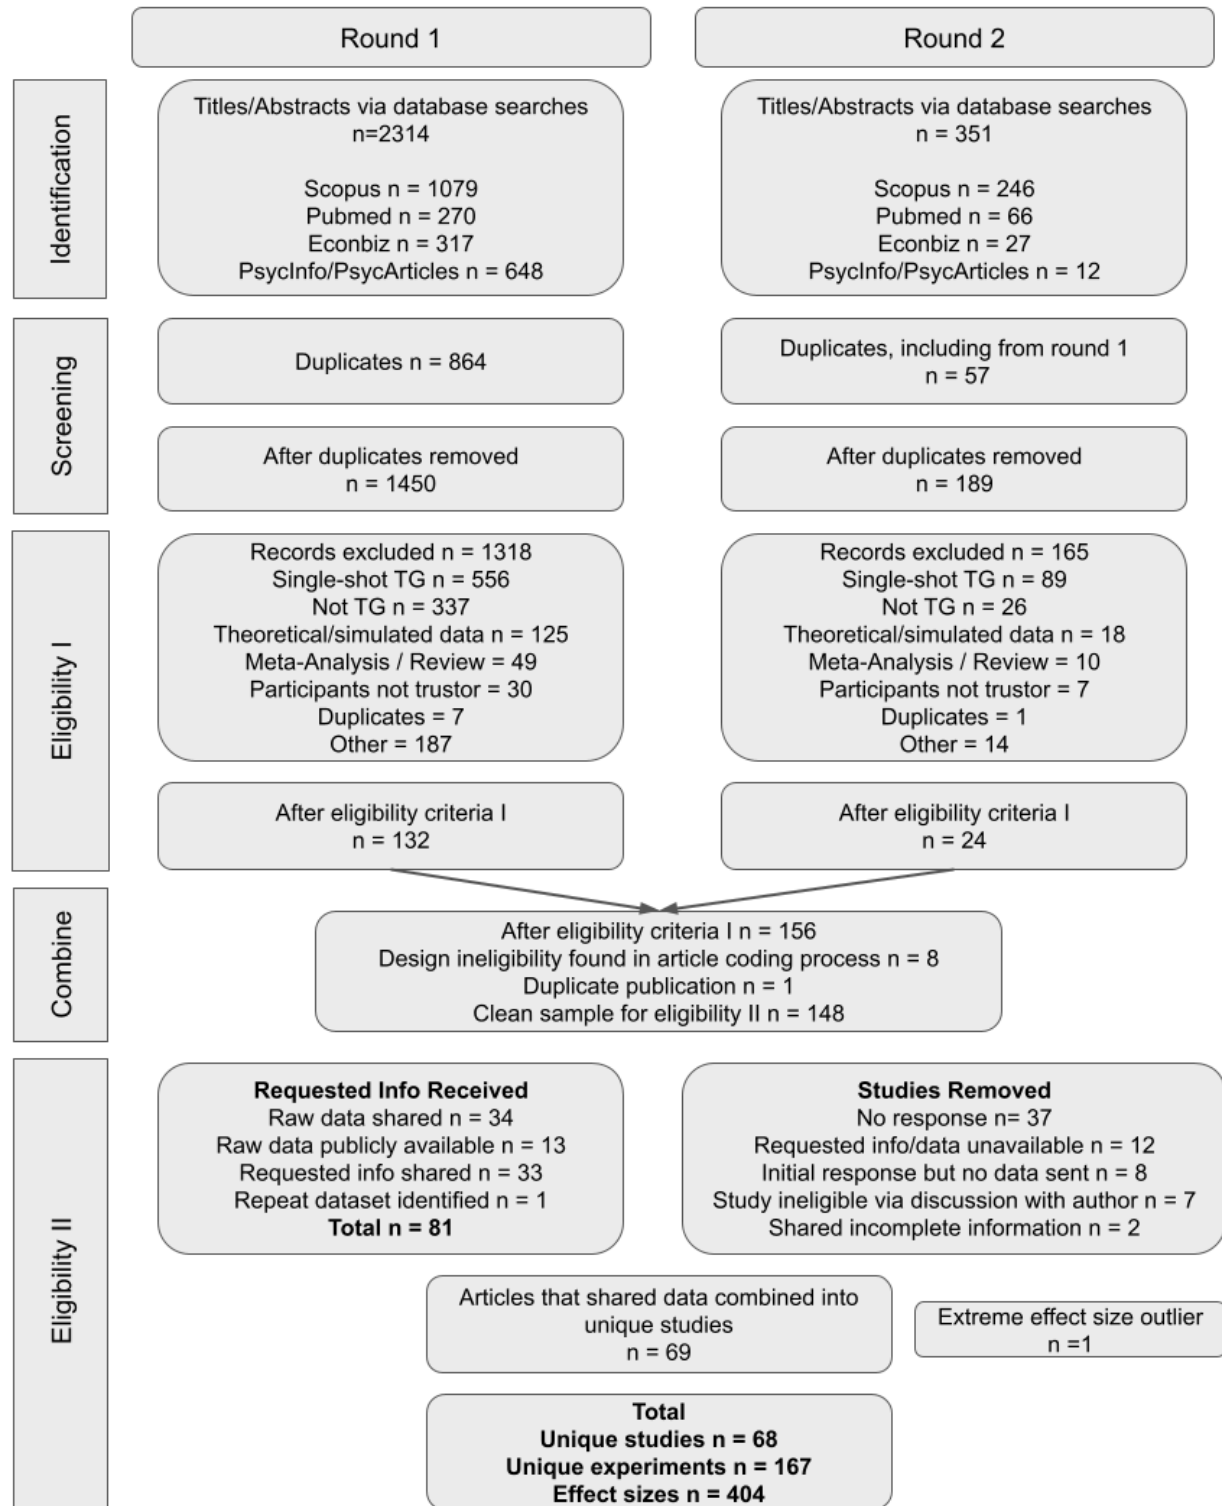 Round 1
Round 2
Identification
Titles/Abstracts via database searches
n=2314
Scopus n = 1079
Pubmed n = 270
Econbiz n = 317
PsycInfo/PsycArticles n = 648
Titles/Abstracts via database searches
n = 351
Scopus n = 246
Pubmed n = 66
Econbiz n = 27
PsycInfo/PsycArticles n = 12
Screening
Duplicates n = 864
Duplicates, including from round 1
n = 57
After duplicates removed
n = 1450
After duplicates removed
n = 189
Eligibility I
Records excluded n = 1318
Single-shot TG n = 556
Not TG n = 337
Theoretical/simulated data n = 125
Meta-Analysis / Review = 49
Participants not trustor = 30
Duplicates = 7
Other = 187
Records excluded n = 165
Single-shot TG n = 89
Not TG n = 26
Theoretical/simulated data n = 18
Meta-Analysis / Review = 10
Participants not trustor = 7
Duplicates = 1
Other = 14
After eligibility criteria I
n = 132
After eligibility criteria I
n = 24
Combine
After eligibility criteria I n = 156
Design ineligibility found in article coding process n = 8
Duplicate publication n = 1
Clean sample for eligibility II n = 148
Eligibility II
Requested Info Received
Raw data shared n = 34
Raw data publicly available n = 13
Requested info shared n = 33
Repeat dataset identified n = 1
Total n = 81
Studies Removed
No response n= 37
Requested info/data unavailable n = 12
Initial response but no data sent n = 8
Study ineligible via discussion with author n = 7
Shared incomplete information n = 2
Articles that shared data combined into
unique studies
n = 69
Extreme effect size outlier
n =1
Total
Unique studies n = 68
Unique experiments n = 167
Effect sizes n = 404